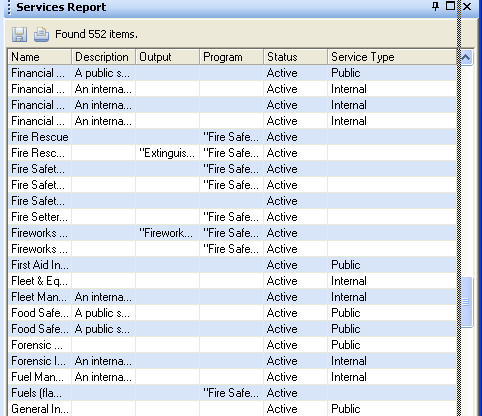 Services Report
Found 552 items.
Name Description Output Program Status Service Type
Financial ... A public s... Active Public
Financial ... An interna... Active Internal
Financial ... An interna... Active Internal
Financial ... An interna... Active Internal
Fire Rescue "Fire Safe... Active
Fire Resc... "Extinguis... "Fire Safe... Active
Fire Safet... "Fire Safe... Active
Fire Safet... "Fire Safe... Active
Fire Safet... Active
Fire Setter... "Fire Safe... Active
Fireworks ... "Firework... "Fire Safe... Active
Fireworks ... "Fire Safe... Active
First Aid In... Active Public
Fleet & Eq... Active Internal
Fleet Man... An interna... Active Internal
Food Safe... A public s... Active Public
Food Safe... A public s... Active Public
Forensic ... Active Public
Forensic I... An interna... Active Internal
Fuel Man... An interna... Active Internal
Fuels (fla... "Fire Safe... Active
General In... Active Public